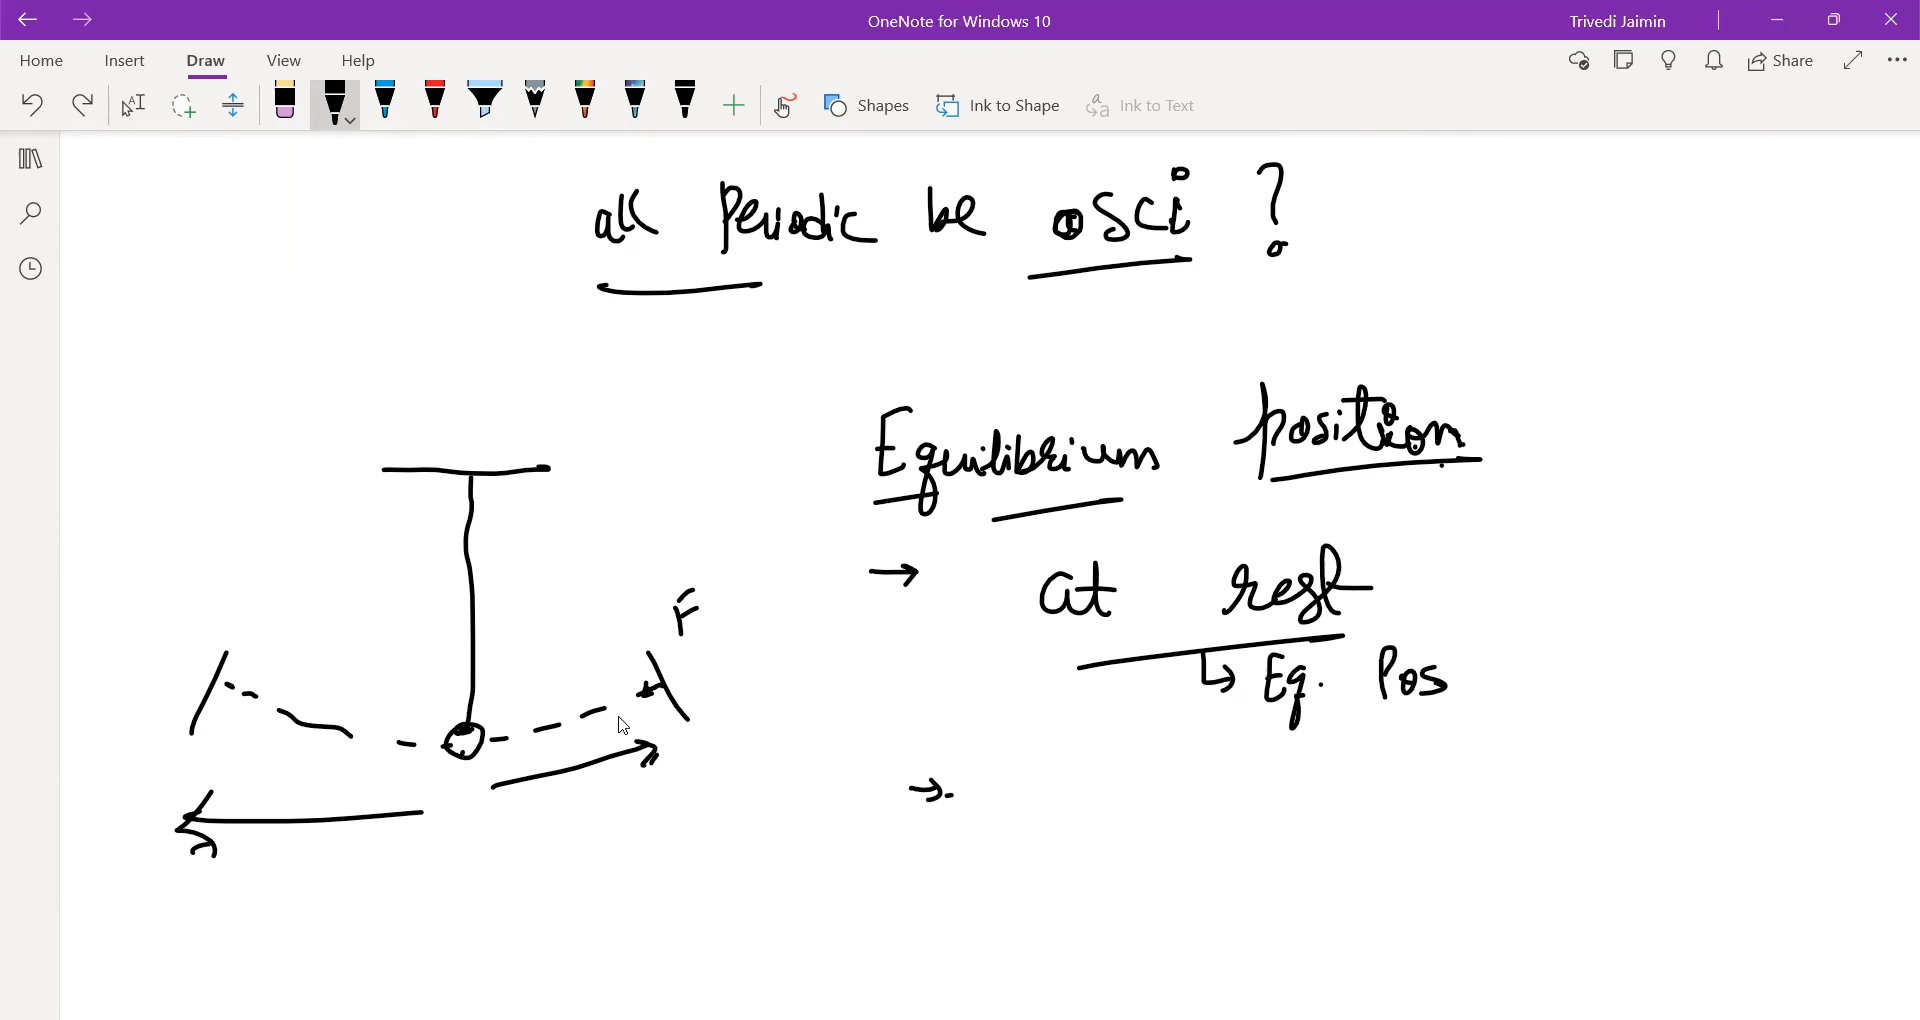 OneNote for Windows 10
Trivedi Jaimin
Home Insert Draw View Help
Share
Shapes Ink to Shape Ink to Text
all Periodic be osci ?
Equilibrium position
→ at rest
↳ Eq. Pos
F
→